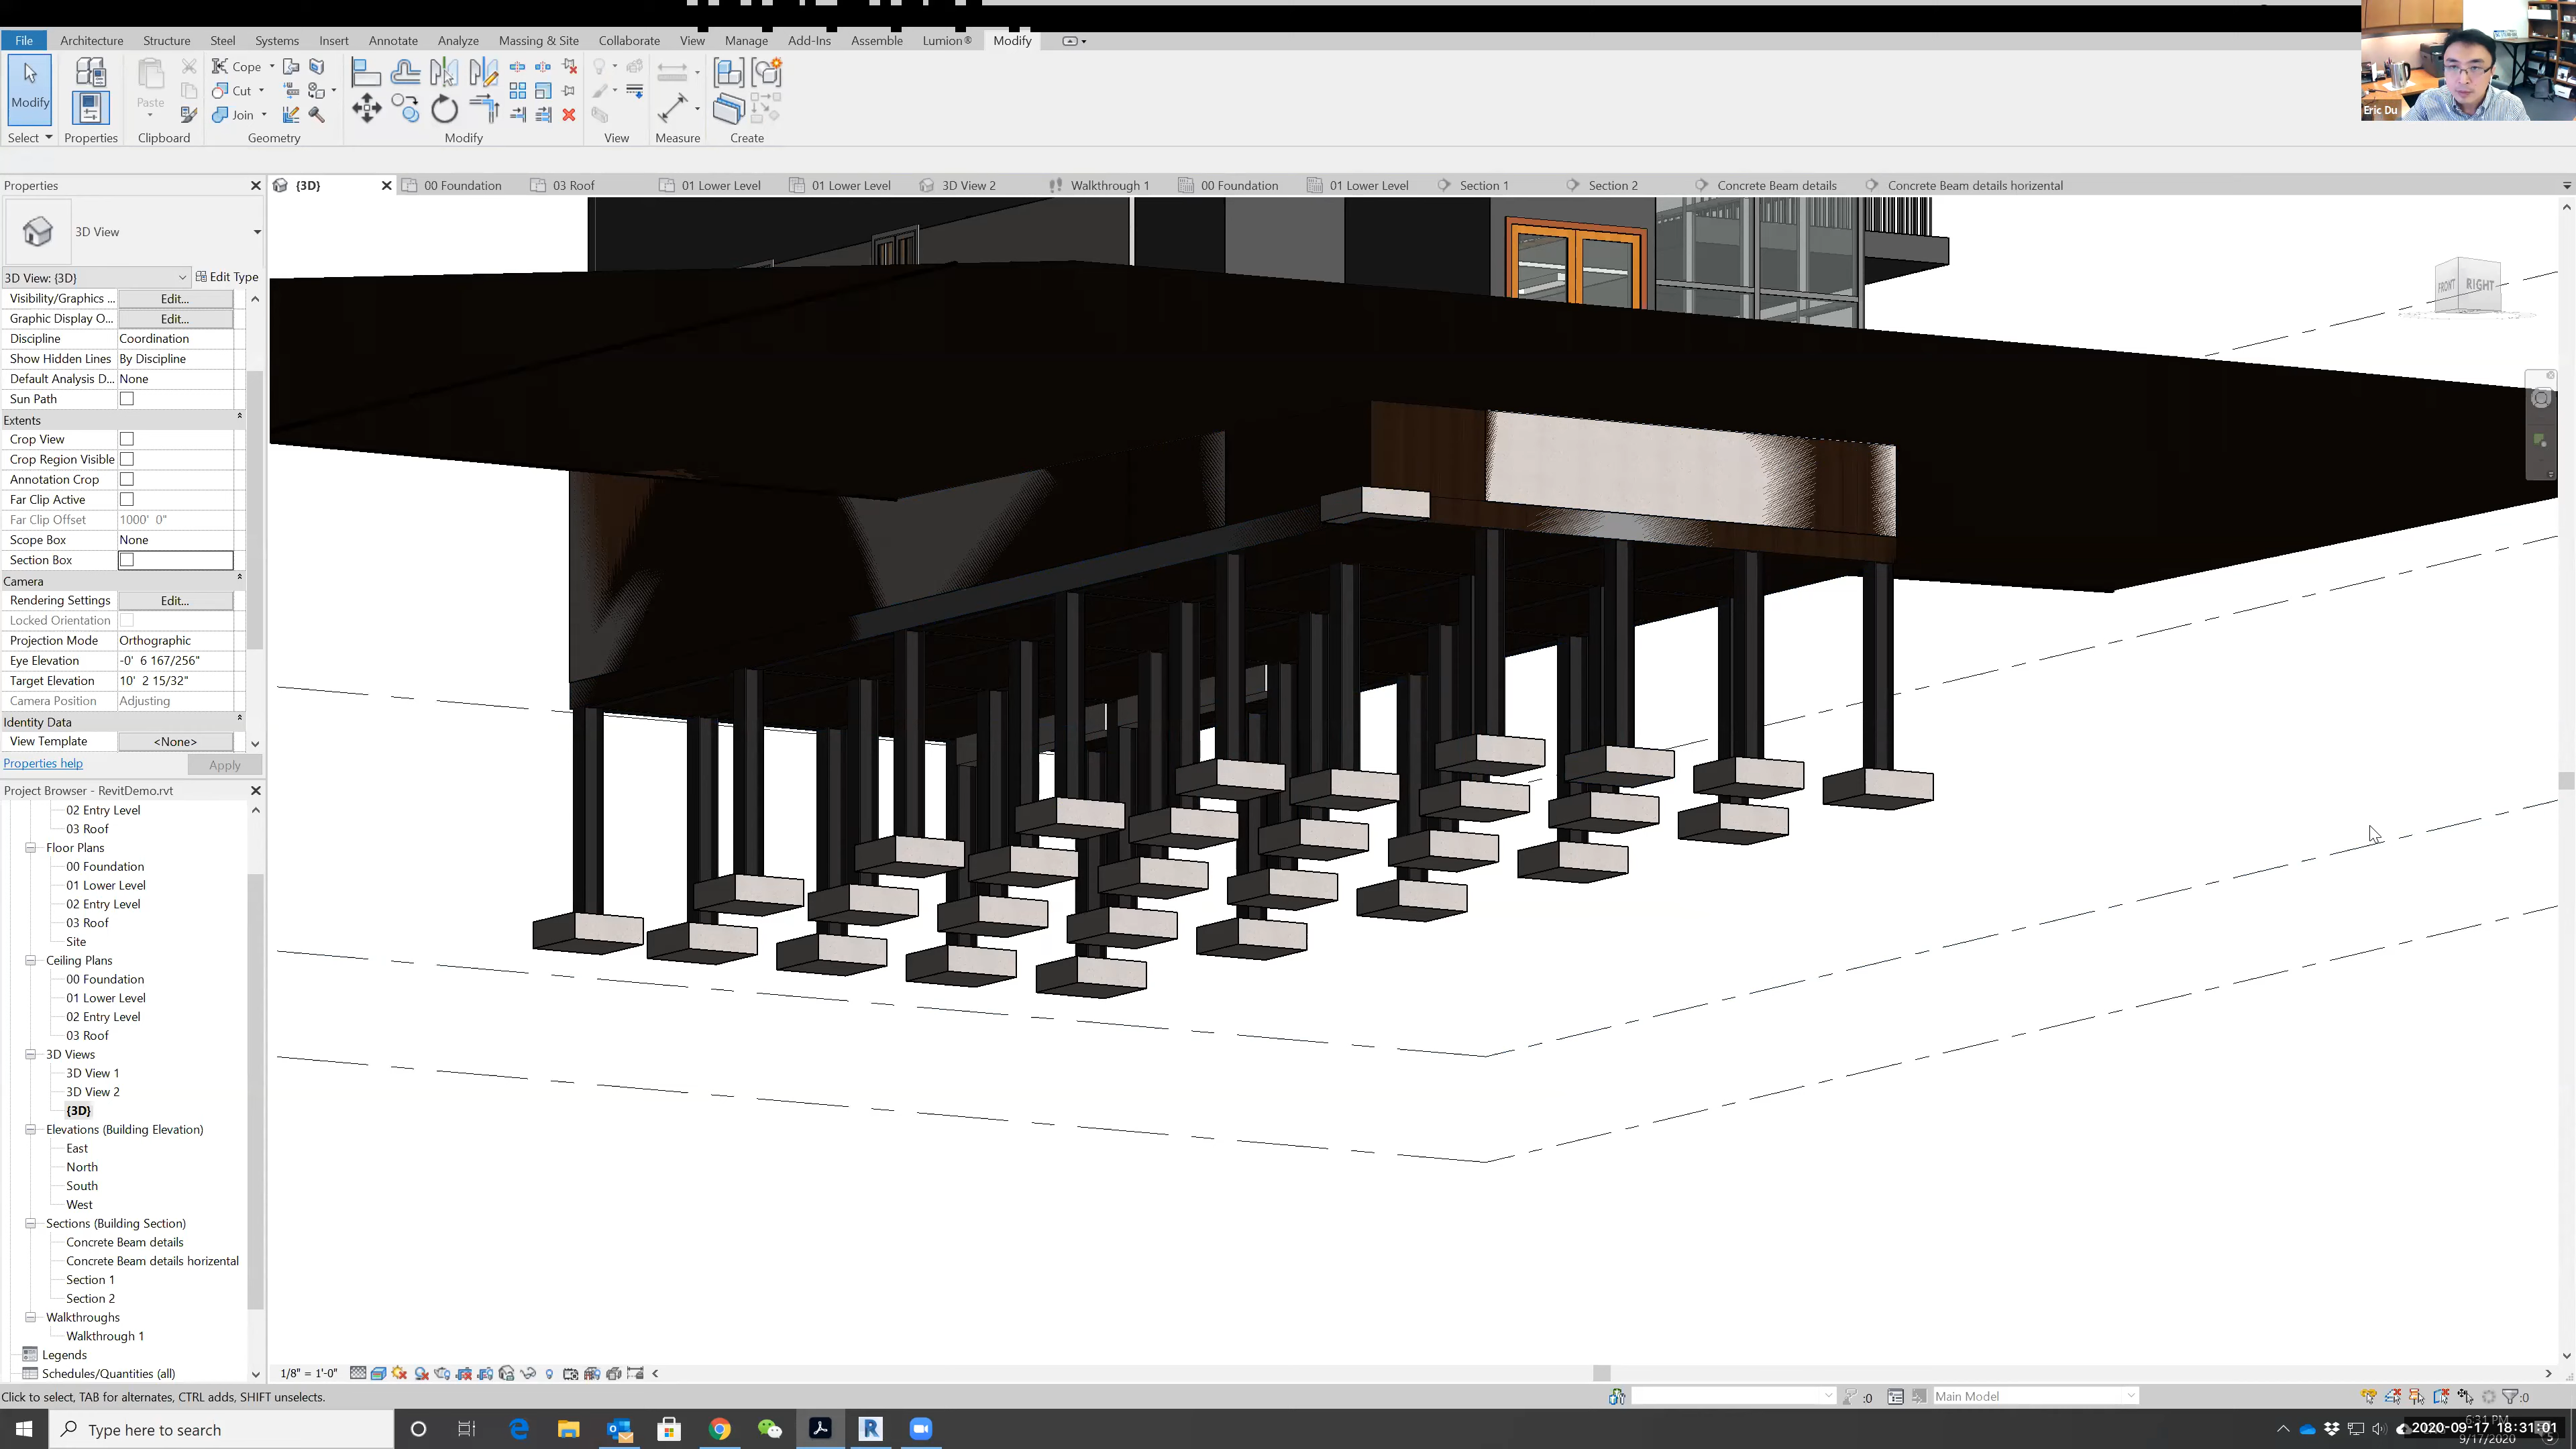 File Architecture Structure Steel Systems Insert Annotate Analyze Massing & Site Collaborate View Manage Add-Ins Assemble Lumion® Modify
Modify
Paste
Cope
Cut
Join
Select Properties Clipboard Geometry Modify View Measure Create
Eric Du
Properties
{3D} 00 Foundation 03 Roof 01 Lower Level 01 Lower Level 3D View 2 Walkthrough 1 00 Foundation 01 Lower Level Section 1 Section 2 Concrete Beam details Concrete Beam details horizental
3D View
3D View: {3D} Edit Type
Visibility/Graphics ... Edit...
Graphic Display O... Edit...
Discipline Coordination
Show Hidden Lines By Discipline
Default Analysis D... None
Sun Path
Extents
Crop View
Crop Region Visible
Annotation Crop
Far Clip Active
Far Clip Offset 1000' 0"
Scope Box None
Section Box
Camera
Rendering Settings Edit...
Locked Orientation
Projection Mode Orthographic
Eye Elevation -0' 6 167/256"
Target Elevation 10' 2 15/32"
Camera Position Adjusting
Identity Data
View Template <None>
Properties help Apply
FRONT RIGHT
Project Browser - RevitDemo.rvt
02 Entry Level
03 Roof
Floor Plans
00 Foundation
01 Lower Level
02 Entry Level
03 Roof
Site
Ceiling Plans
00 Foundation
01 Lower Level
02 Entry Level
03 Roof
3D Views
3D View 1
3D View 2
{3D}
Elevations (Building Elevation)
East
North
South
West
Sections (Building Section)
Concrete Beam details
Concrete Beam details horizental
Section 1
Section 2
Walkthroughs
Walkthrough 1
Legends
Schedules/Quantities (all)
1/8" = 1'-0"
Click to select, TAB for alternates, CTRL adds, SHIFT unselects.
:0 Main Model :0
Type here to search
6:31 PM
2020-09-17 18:31:01
9/17/2020